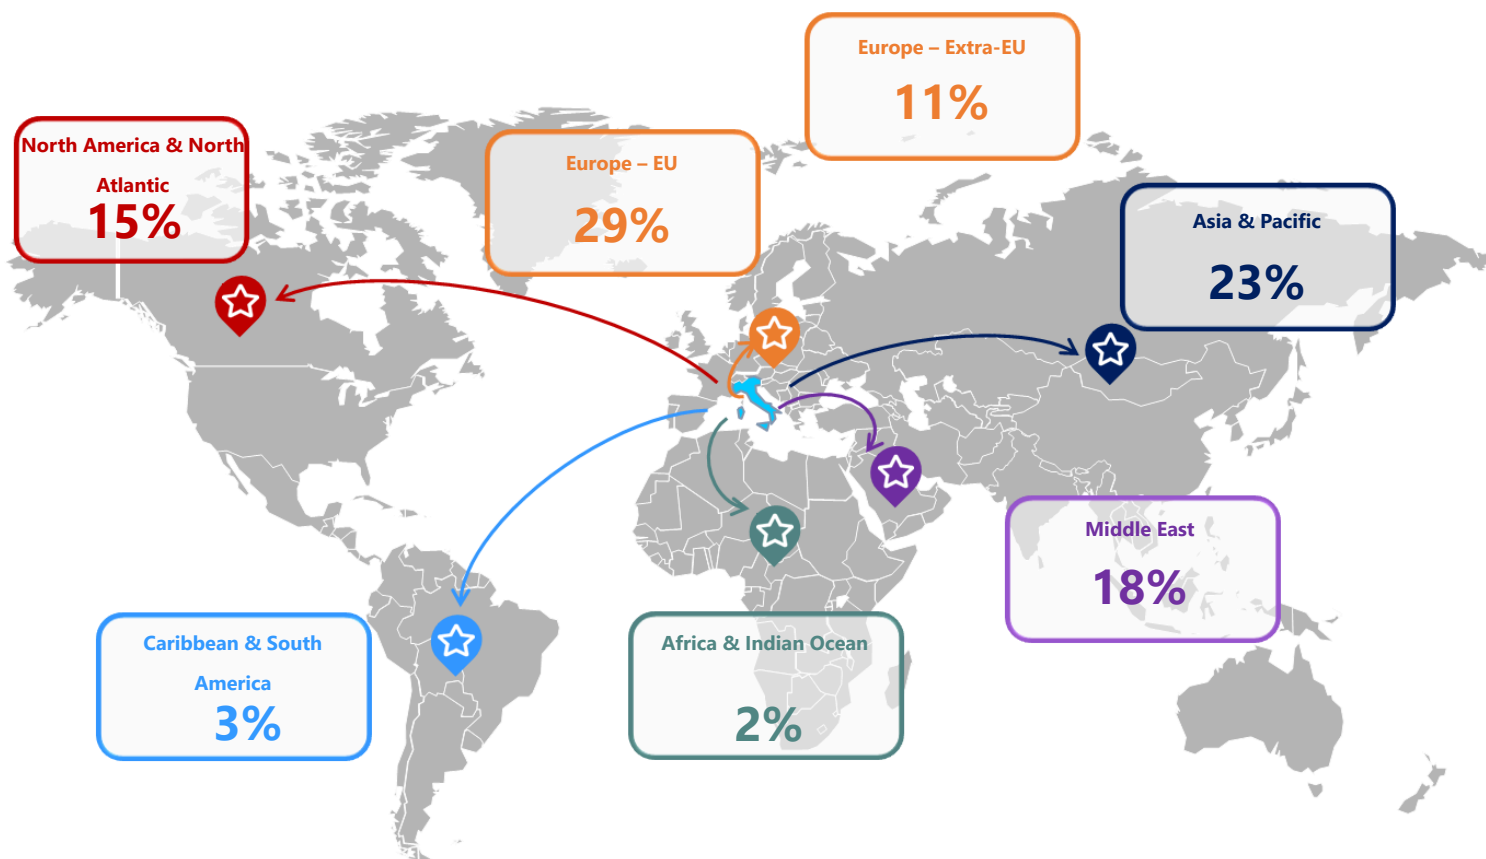 Europe – Extra-EU
11%
North America & North
Atlantic
15%
Europe – EU
29%
Asia & Pacific
23%
Middle East
18%
Caribbean & South
America
3%
Africa & Indian Ocean
2%